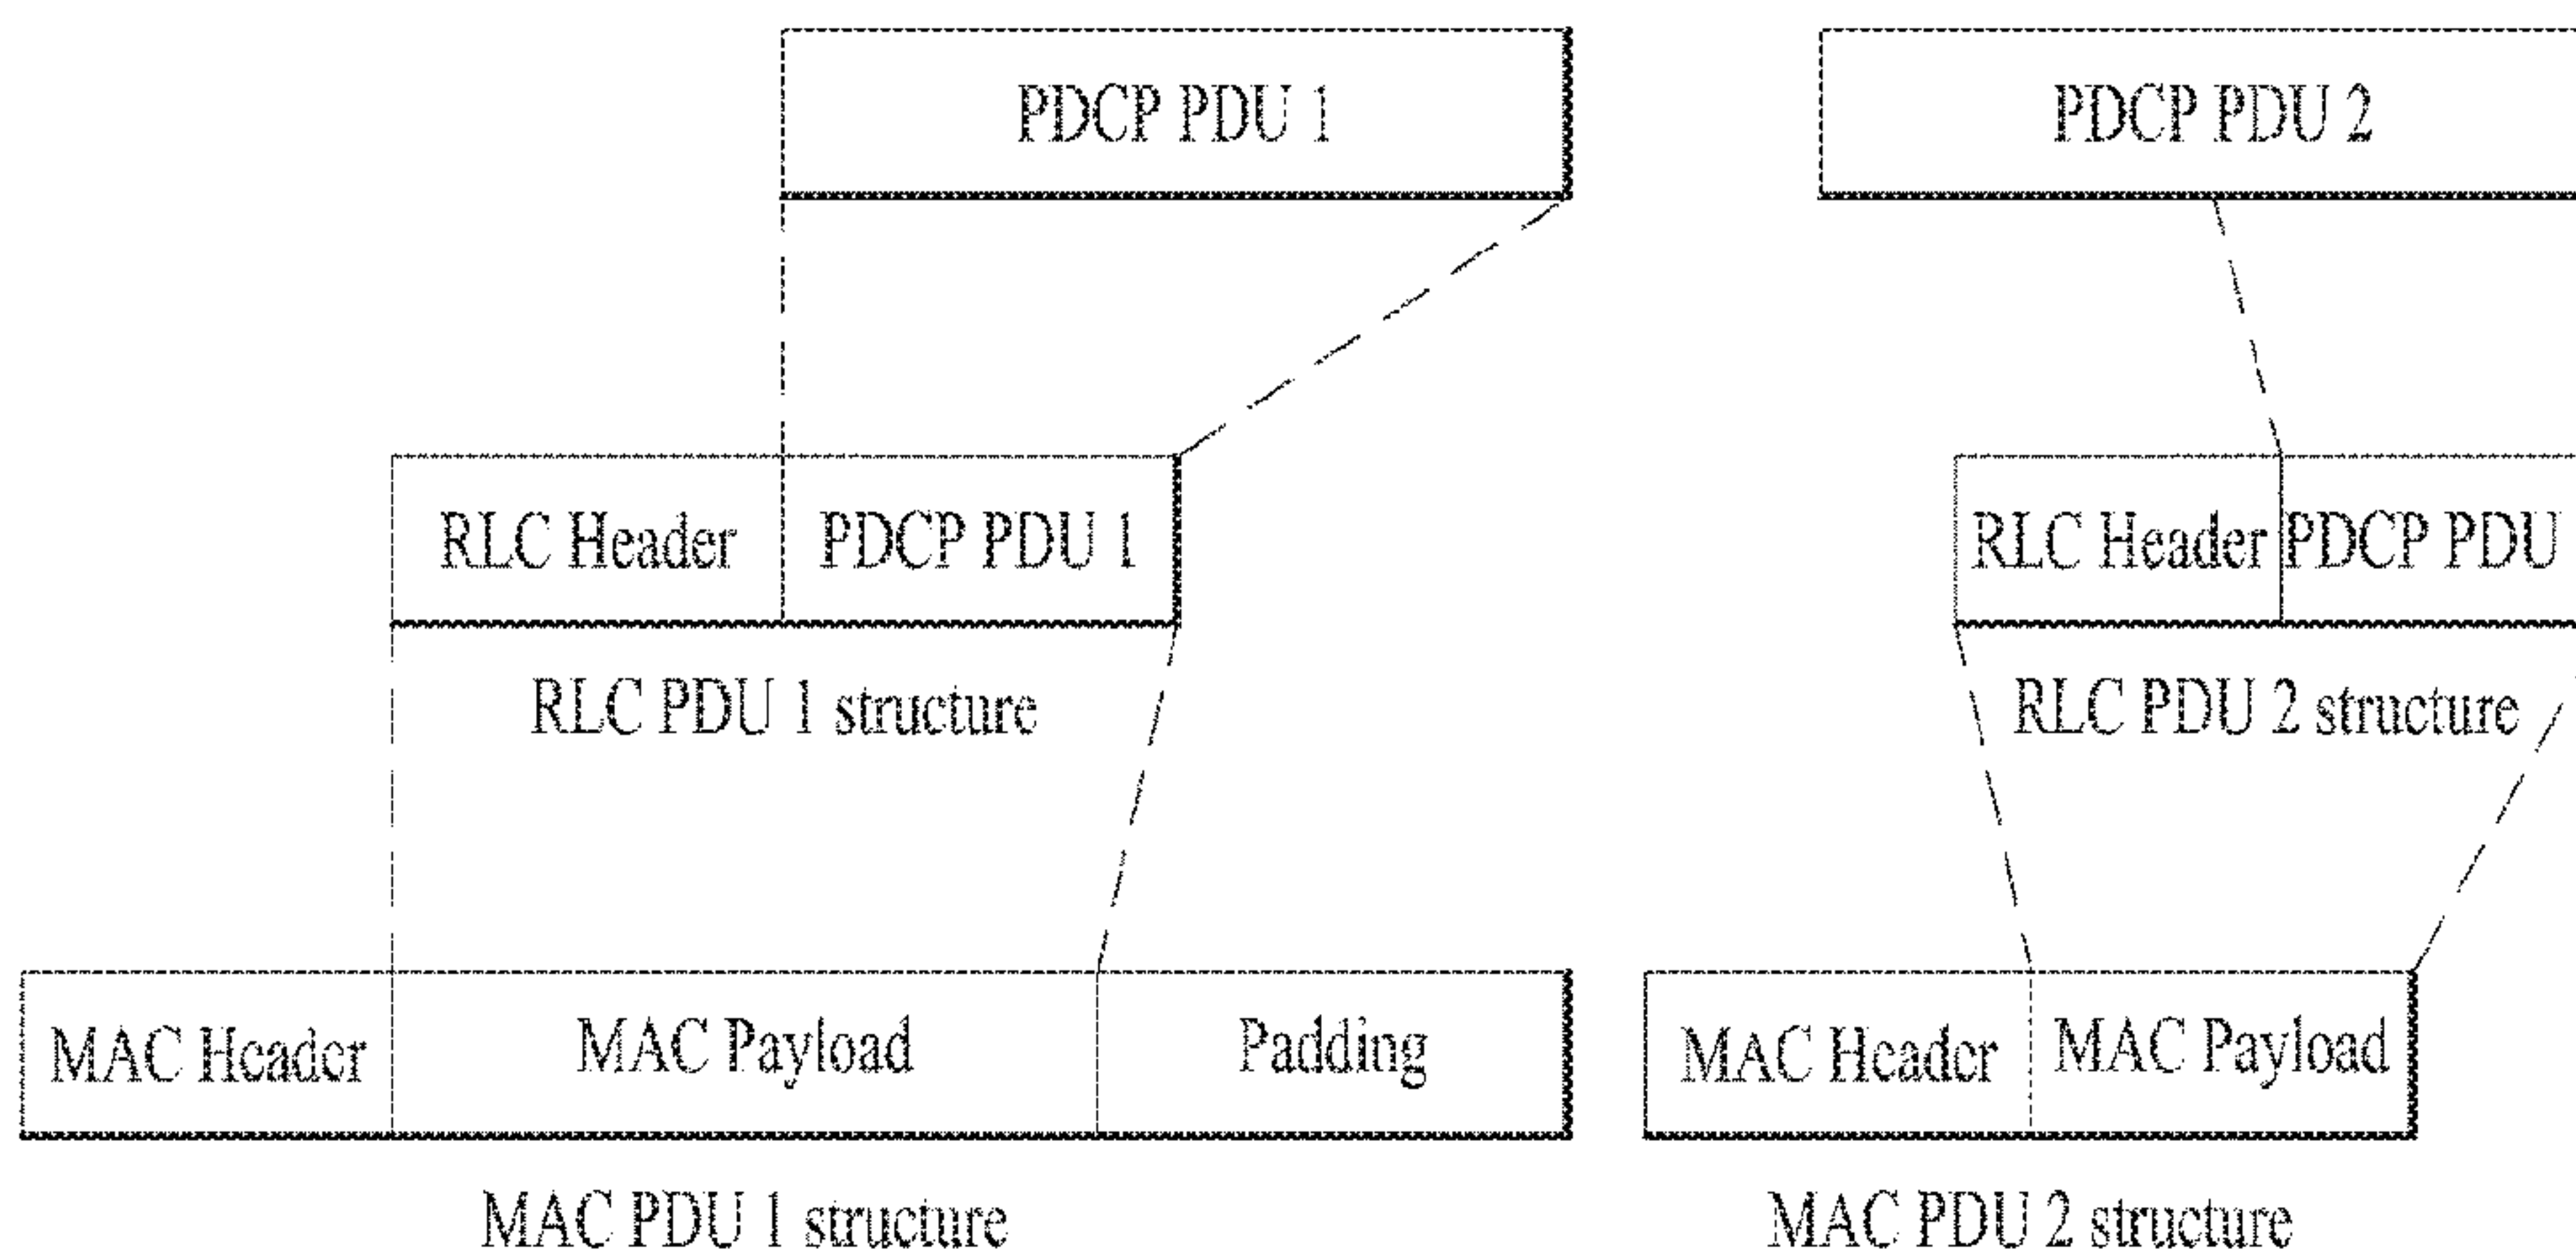 PDCP PDU 1
PDCP PDU 2
RLC Header
PDCP PDU 1
RLC Header
PDCP PDU
RLC PDU 1 structure
RLC PDU 2 structure
MAC Header
MAC Payload
Padding
MAC Header
MAC Payload
MAC PDU 1 structure
MAC PDU 2 structure